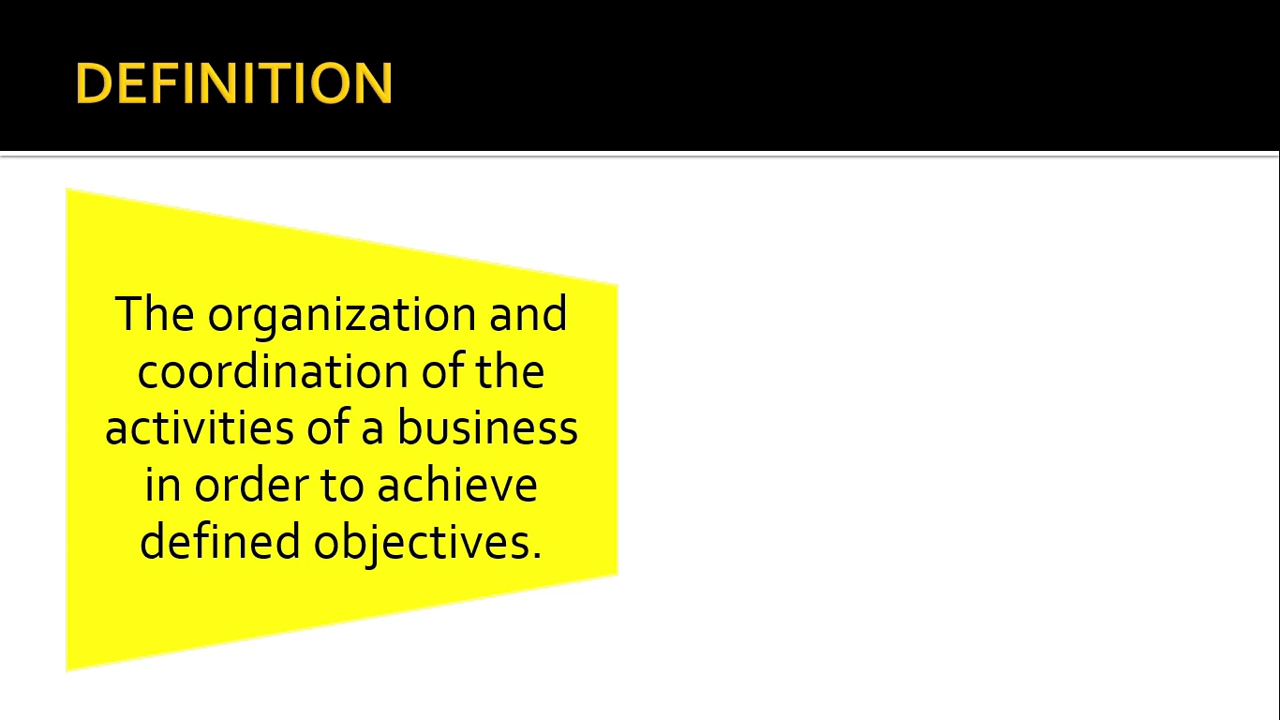 DEFINITION
The organization and
coordination of the
activities of a business
in order to achieve
defined objectives.